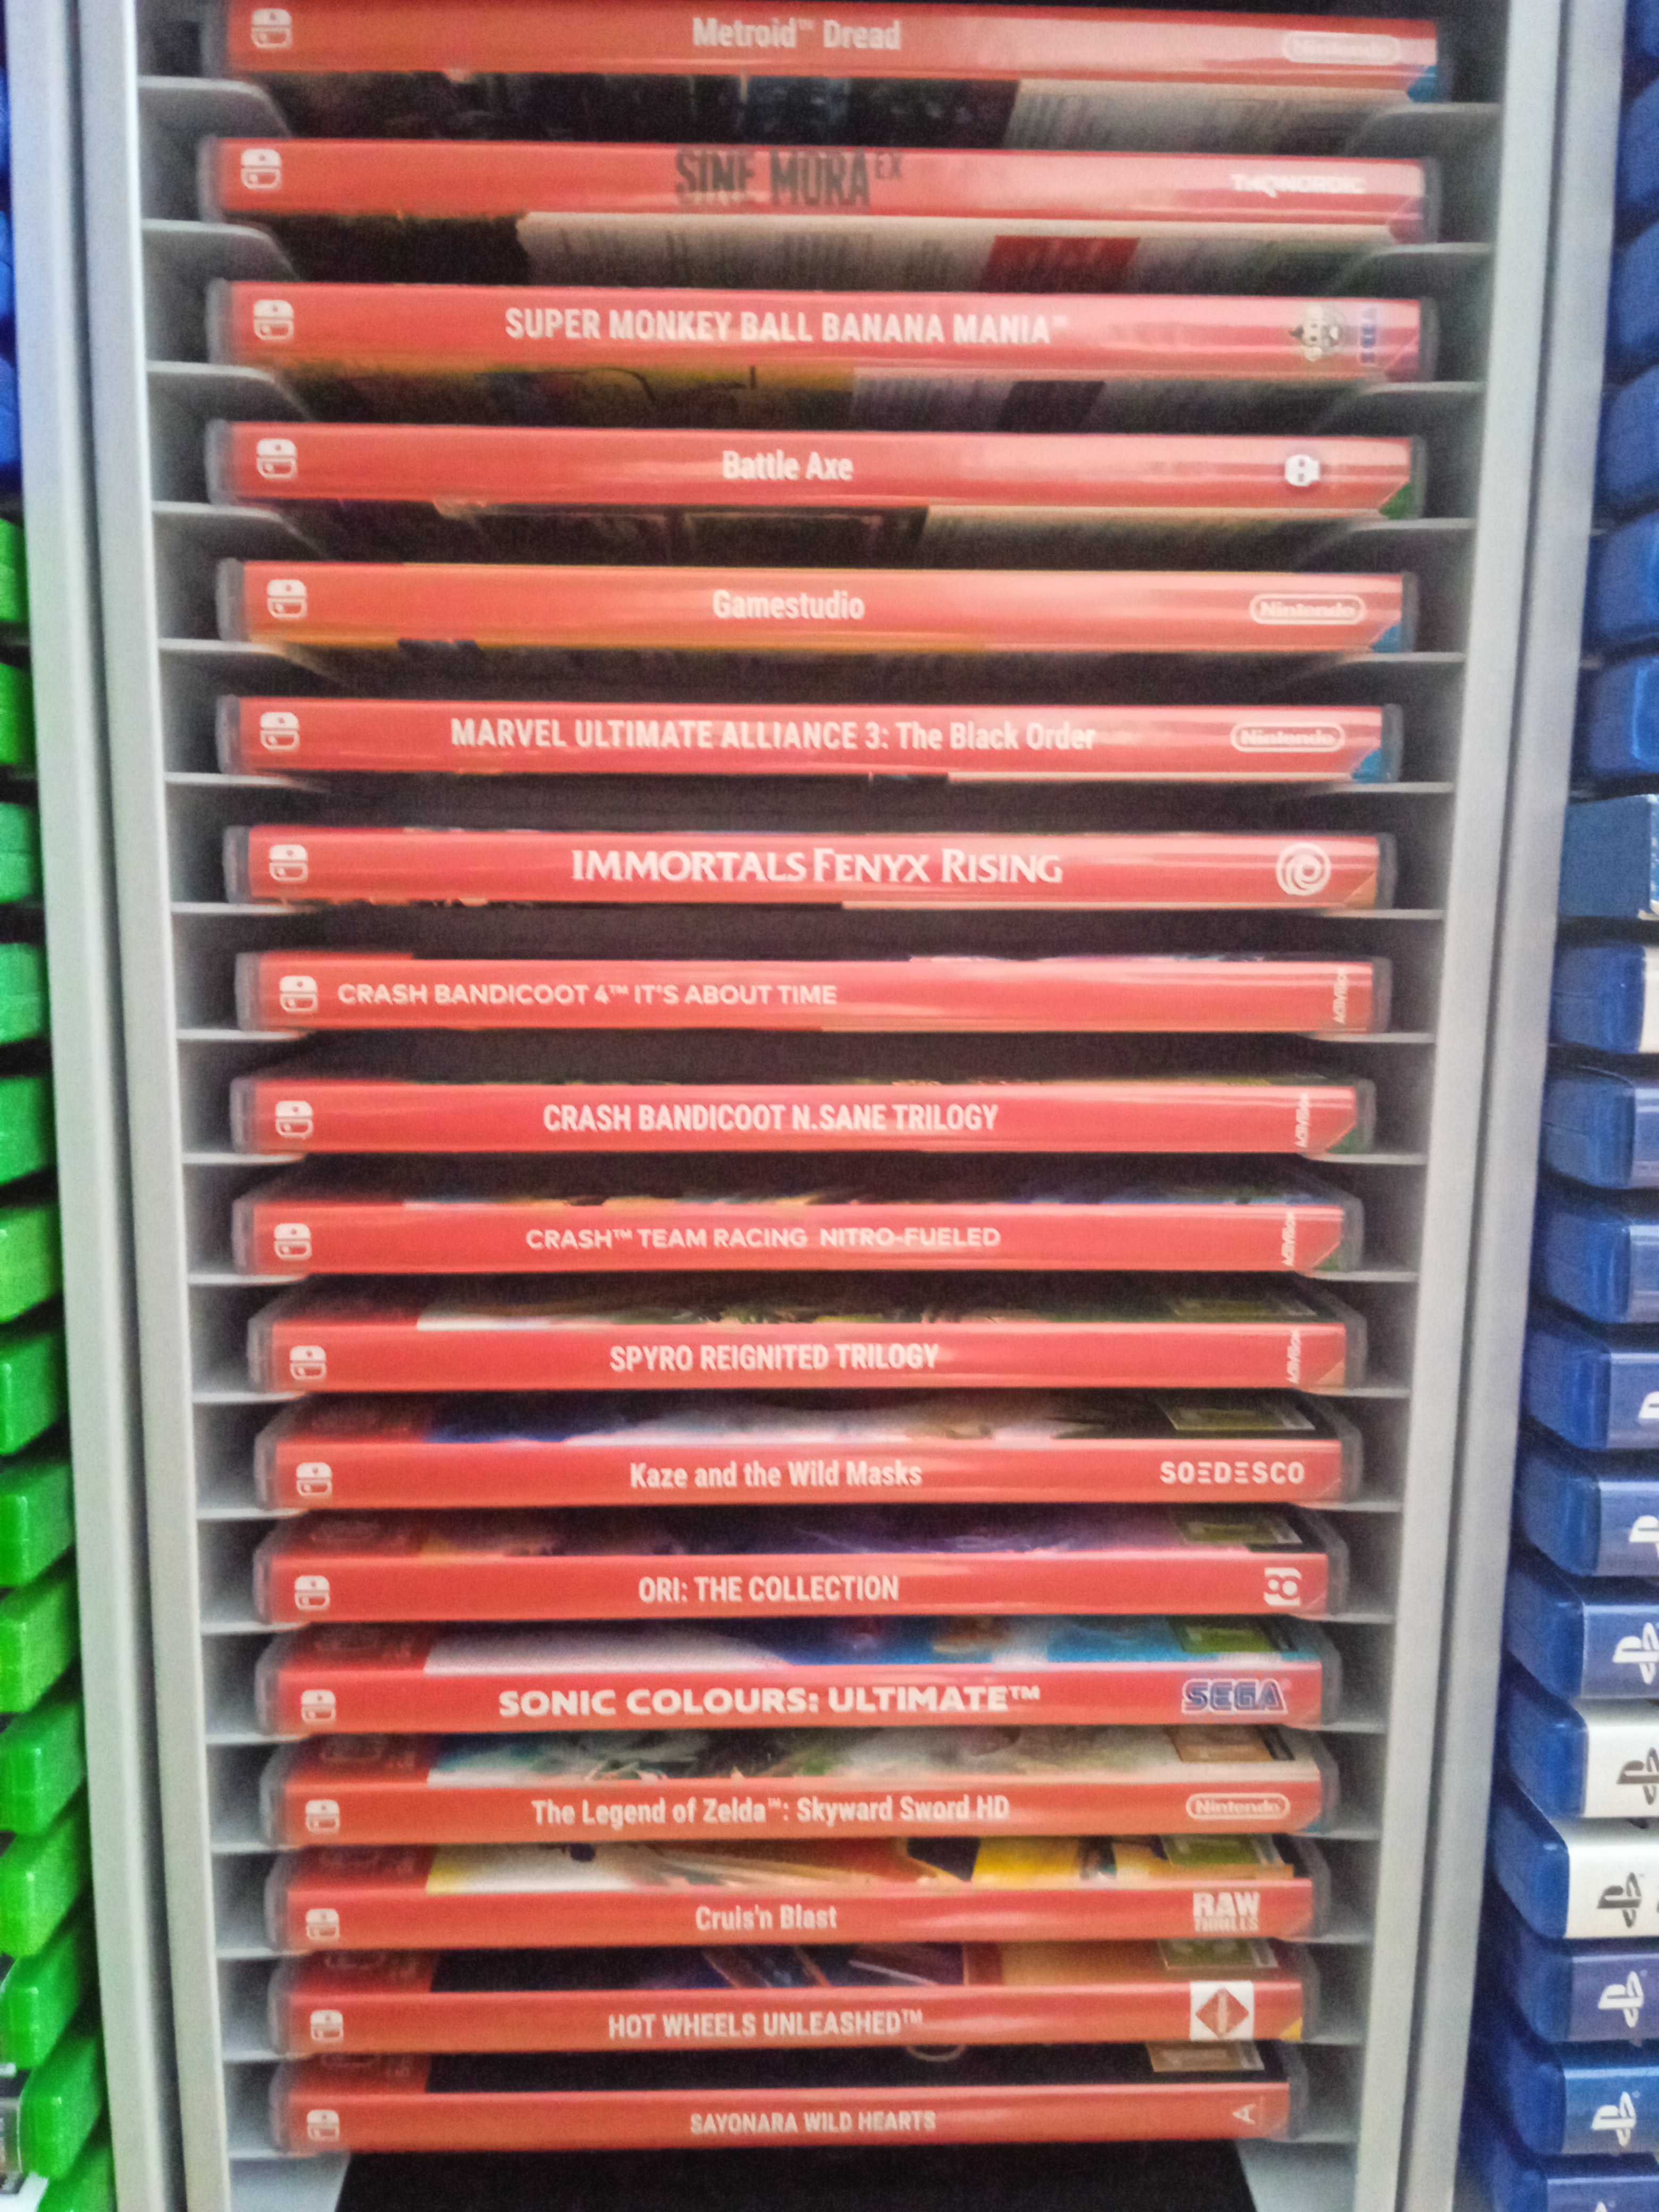 Metroid™ Dread Nintendo
SINE MORA EX THQNORDIC
SUPER MONKEY BALL BANANA MANIA™ SEGA
Battle Axe
Gamestudio Nintendo
MARVEL ULTIMATE ALLIANCE 3: The Black Order Nintendo
IMMORTALS FENYX RISING
CRASH BANDICOOT 4™ IT'S ABOUT TIME ACTIVISION
CRASH BANDICOOT N.SANE TRILOGY ACTIVISION
CRASH™ TEAM RACING NITRO-FUELED ACTIVISION
SPYRO REIGNITED TRILOGY ACTIVISION
Kaze and the Wild Masks SOEDESCO
ORI: THE COLLECTION
SONIC COLOURS: ULTIMATE™ SEGA
The Legend of Zelda™: Skyward Sword HD Nintendo
Cruis'n Blast RAW THRILLS
HOT WHEELS UNLEASHED™
SAYONARA WILD HEARTS A